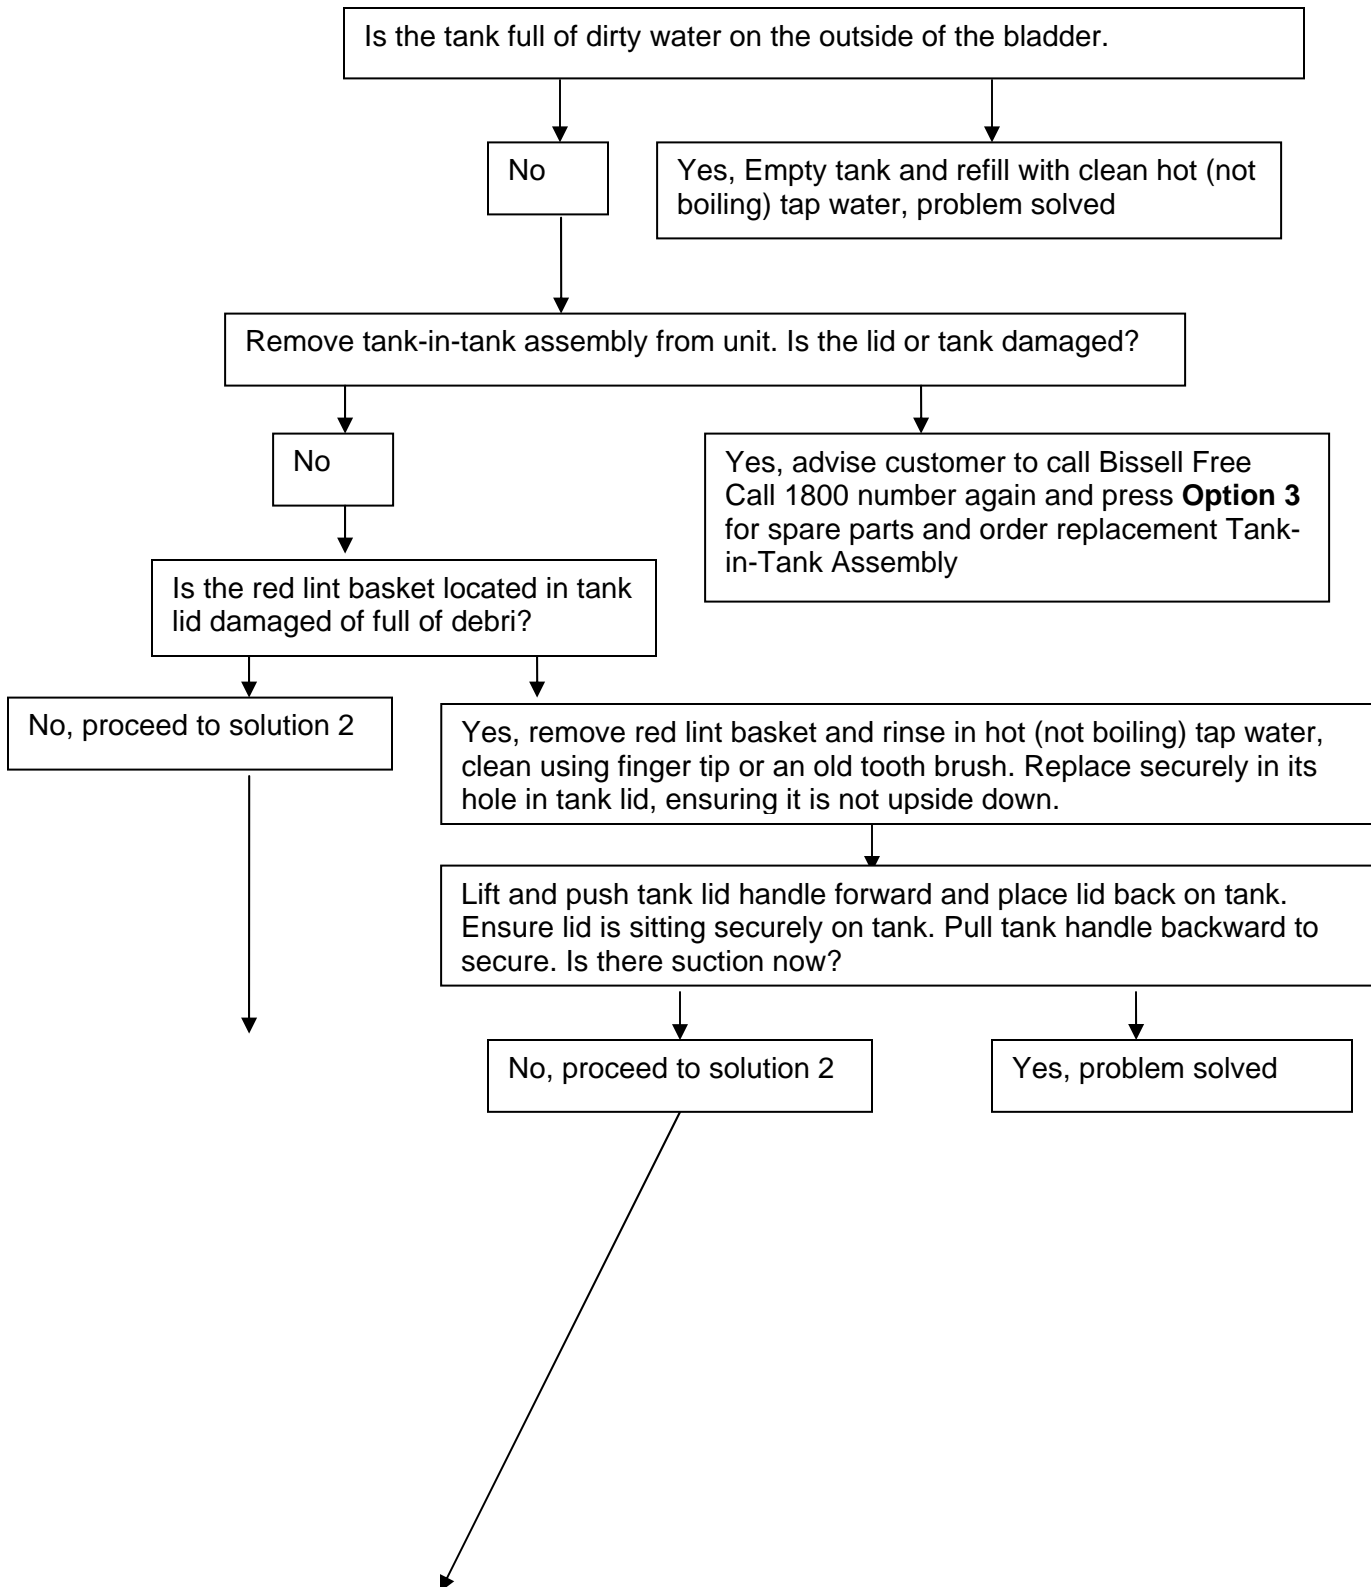 Is the tank full of dirty water on the outside of the bladder.
No
Yes, Empty tank and refill with clean hot (not
boiling) tap water, problem solved
Remove tank-in-tank assembly from unit. Is the lid or tank damaged?
No
Yes, advise customer to call Bissell Free
Call 1800 number again and press Option 3
for spare parts and order replacement Tank-
in-Tank Assembly
Is the red lint basket located in tank
lid damaged of full of debri?
No, proceed to solution 2
Yes, remove red lint basket and rinse in hot (not boiling) tap water,
clean using finger tip or an old tooth brush. Replace securely in its
hole in tank lid, ensuring it is not upside down.
Lift and push tank lid handle forward and place lid back on tank.
Ensure lid is sitting securely on tank. Pull tank handle backward to
secure. Is there suction now?
No, proceed to solution 2
Yes, problem solved